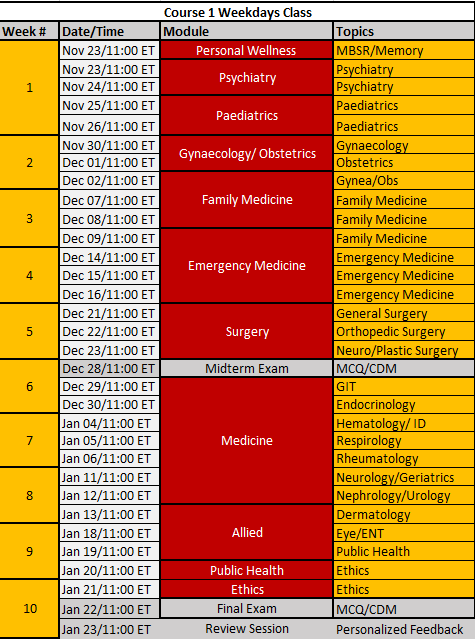 Course 1 Weekdays Class
Week # Date/Time Module Topics
Nov 23/11:00 ET Personal Wellness MBSR/Memory
Nov 23/11:00 ET Psychiatry
Psychiatry
1 Nov 24/11:00 ET Psychiatry
Nov 25/11:00 ET Paediatrics
Paediatrics
Nov 26/11:00 ET Paediatrics
Nov 30/11:00 ET Gynaecology
Gynaecology/ Obstetrics
2 Dec 01/11:00 ET Obstetrics
Dec 02/11:00 ET Gynea/Obs
Dec 07/11:00 ET Family Medicine Family Medicine
3 Dec 08/11:00 ET Family Medicine
Dec 09/11:00 ET Family Medicine
Dec 14/11:00 ET Emergency Medicine
4 Dec 15/11:00 ET Emergency Medicine Emergency Medicine
Dec 16/11:00 ET Emergency Medicine
Dec 21/11:00 ET General Surgery
5 Dec 22/11:00 ET Surgery Orthopedic Surgery
Dec 23/11:00 ET Neuro/Plastic Surgery
Dec 28/11:00 ET Midterm Exam MCQ/CDM
6 Dec 29/11:00 ET GIT
Dec 30/11:00 ET Endocrinology
Jan 04/11:00 ET Hematology/ ID
7 Jan 05/11:00 ET Medicine Respirology
Jan 06/11:00 ET Rheumatology
Jan 11/11:00 ET Neurology/Geriatrics
8 Jan 12/11:00 ET Nephrology/Urology
Jan 13/11:00 ET Dermatology
Jan 18/11:00 ET Allied Eye/ENT
9 Jan 19/11:00 ET Public Health
Jan 20/11:00 ET Public Health Ethics
Jan 21/11:00 ET Ethics Ethics
10 Jan 22/11:00 ET Final Exam MCQ/CDM
Jan 23/11:00 ET Review Session Personalized Feedback